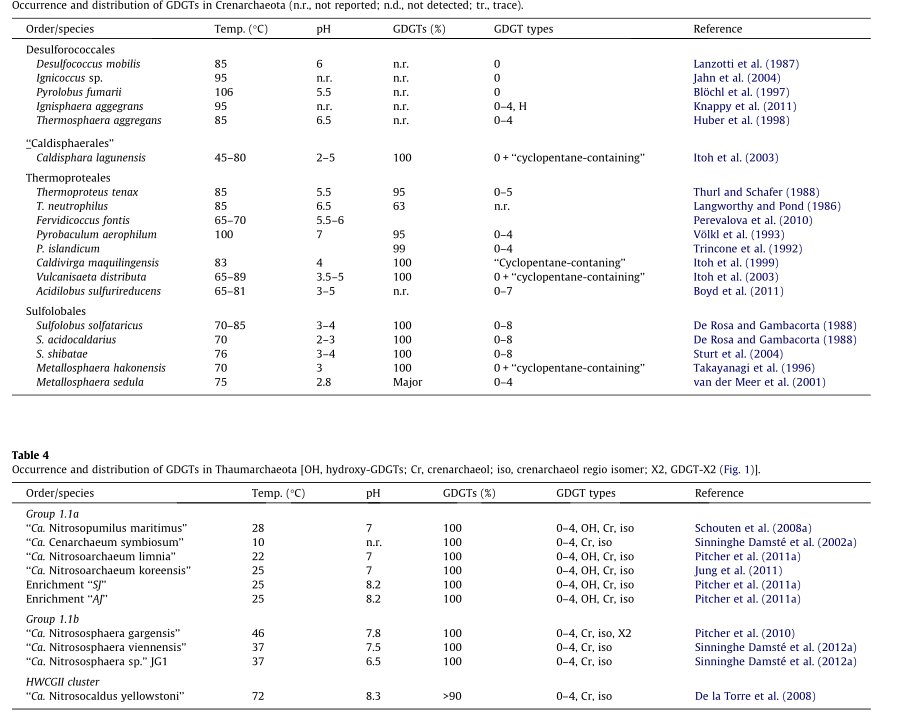 Occurrence and distribution of GDGTs in Crenarchaeota (n.r., not reported; n.d., not detected; tr., trace).
Order/species Temp. (°C) pH GDGTs (%) GDGT types Reference
Desulforococcales
Desulfococcus mobilis 85 6 n.r. 0 Lanzotti et al. (1987)
Ignicoccus sp. 95 n.r. n.r. 0 Jahn et al. (2004)
Pyrolobus fumarii 106 5.5 n.r. 0 Blöchl et al. (1997)
Ignisphaera aggegrans 95 n.r. n.r. 0–4, H Knappy et al. (2011)
Thermosphaera aggregans 85 6.5 n.r. 0–4 Huber et al. (1998)
“Caldisphaerales”
Caldisphara lagunensis 45–80 2–5 100 0 + “cyclopentane-containing” Itoh et al. (2003)
Thermoproteales
Thermoproteus tenax 85 5.5 95 0–5 Thurl and Schafer (1988)
T. neutrophilus 85 6.5 63 n.r. Langworthy and Pond (1986)
Fervidicoccus fontis 65–70 5.5–6 Perevalova et al. (2010)
Pyrobaculum aerophilum 100 7 95 0–4 Völkl et al. (1993)
P. islandicum 99 0–4 Trincone et al. (1992)
Caldivirga maquilingensis 83 4 100 “Cyclopentane-contaning” Itoh et al. (1999)
Vulcanisaeta distributa 65–89 3.5–5 100 0 + “cyclopentane-containing” Itoh et al. (2003)
Acidilobus sulfurireducens 65–81 3–5 n.r. 0–7 Boyd et al. (2011)
Sulfolobales
Sulfolobus solfataricus 70–85 3–4 100 0–8 De Rosa and Gambacorta (1988)
S. acidocaldarius 70 2–3 100 0–8 De Rosa and Gambacorta (1988)
S. shibatae 76 3–4 100 0–8 Sturt et al. (2004)
Metallosphaera hakonensis 70 3 100 0 + “cyclopentane-containing” Takayanagi et al. (1996)
Metallosphaera sedula 75 2.8 Major 0–4 van der Meer et al. (2001)
Table 4
Occurrence and distribution of GDGTs in Thaumarchaeota [OH, hydroxy-GDGTs; Cr, crenarchaeol; iso, crenarchaeol regio isomer; X2, GDGT-X2 (Fig. 1)].
Order/species Temp. (°C) pH GDGTs (%) GDGT types Reference
Group 1.1a
“Ca. Nitrosopumilus maritimus” 28 7 100 0–4, OH, Cr, iso Schouten et al. (2008a)
“Ca. Cenarchaeum symbiosum” 10 n.r. 100 0–4, Cr, iso Sinninghe Damsté et al. (2002a)
“Ca. Nitrosoarchaeum limnia” 22 7 100 0–4, OH, Cr, iso Pitcher et al. (2011a)
“Ca. Nitrosoarchaeum koreensis” 25 7 100 0–4, OH, Cr, iso Jung et al. (2011)
Enrichment “SJ” 25 8.2 100 0–4, OH, Cr, iso Pitcher et al. (2011a)
Enrichment “AJ” 25 8.2 100 0–4, OH, Cr, iso Pitcher et al. (2011a)
Group 1.1b
“Ca. Nitrososphaera gargensis” 46 7.8 100 0–4, Cr, iso, X2 Pitcher et al. (2010)
“Ca. Nitrososphaera viennensis” 37 7.5 100 0–4, Cr, iso Sinninghe Damsté et al. (2012a)
“Ca. Nitrososphaera sp.” JG1 37 6.5 100 0–4, Cr, iso Sinninghe Damsté et al. (2012a)
HWCGII cluster
“Ca. Nitrosocaldus yellowstoni” 72 8.3 >90 0–4, Cr, iso De la Torre et al. (2008)